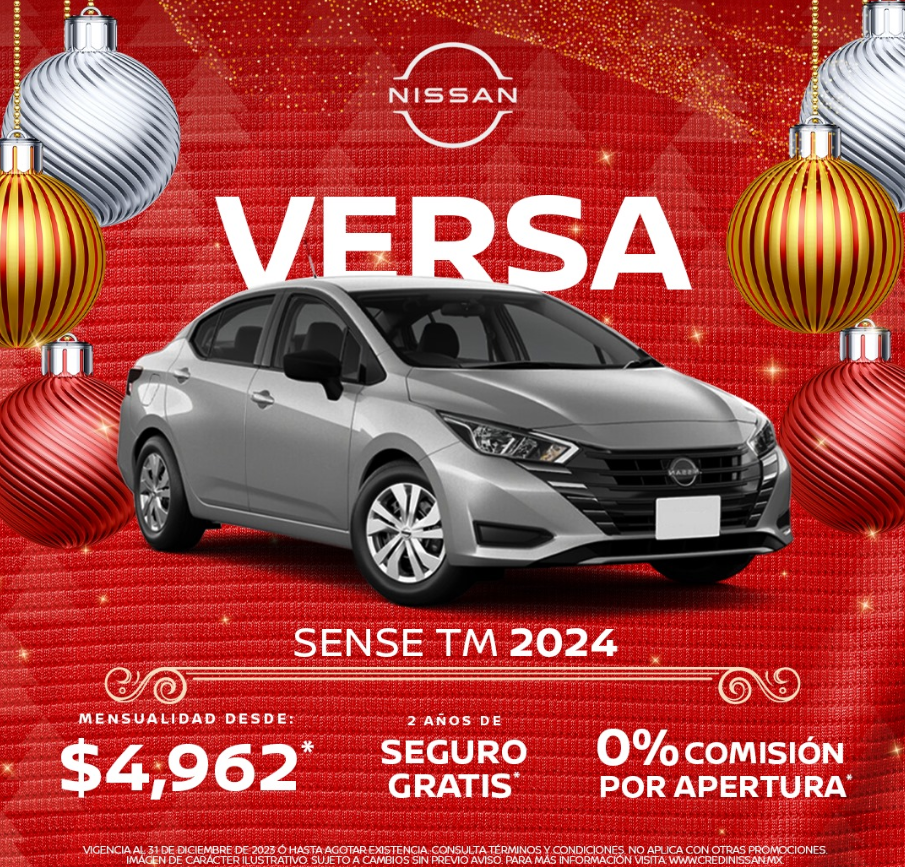 NISSAN
VERSA
SENSE TM 2024
MENSUALIDAD DESDE:
$4,962*
2 AÑOS DE
SEGURO
GRATIS*
0% COMISIÓN
POR APERTURA*
VIGENCIA AL 31 DE DICIEMBRE DE 2023 Ó HASTA AGOTAR EXISTENCIA. CONSULTA TÉRMINOS Y CONDICIONES. NO APLICA CON OTRAS PROMOCIONES.
IMÁGEN DE CARÁCTER ILUSTRATIVO. SUJETO A CAMBIOS SIN PREVIO AVISO. PARA MÁS INFORMACIÓN VISITA: WWW.CREDINISSAN.MX